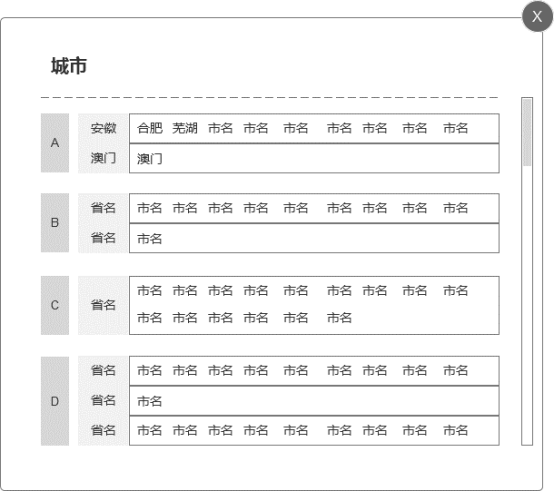 X
城市
A
安徽 合肥 芜湖 市名 市名 市名 市名 市名 市名 市名
澳门 澳门
B
省名 市名 市名 市名 市名 市名 市名 市名 市名 市名
省名 市名
C
省名 市名 市名 市名 市名 市名 市名 市名 市名 市名
市名 市名 市名 市名 市名 市名
D
省名 市名 市名 市名 市名 市名 市名 市名 市名 市名
省名 市名
省名 市名 市名 市名 市名 市名 市名 市名 市名 市名